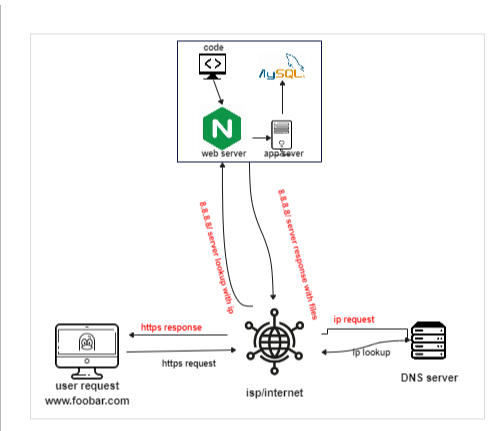 code
MySQL
N
web server
app/sever
8.8.8.8/ server lookup with ip
8.8.8.8/ server response with files
https response
ip request
https request
ip lookup
user request
www.foobar.com
isp/internet
DNS server